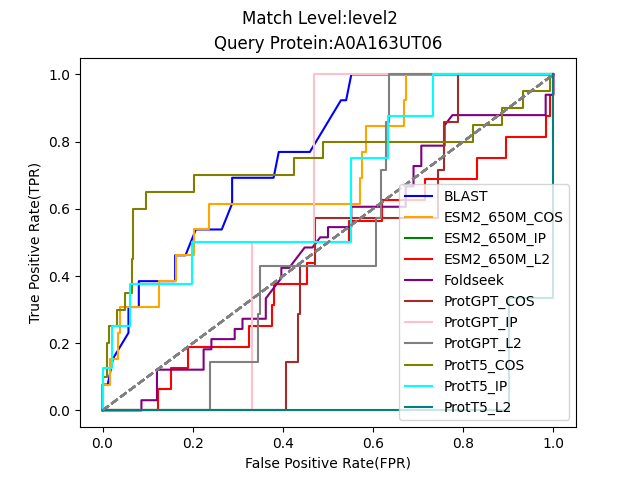 Match Level:level2
Query Protein:A0A163UT06
True Positive Rate(TPR)
1.0
0.8
0.6
0.4
0.2
0.0
BLAST
ESM2_650M_COS
ESM2_650M_IP
ESM2_650M_L2
Foldseek
ProtGPT_COS
ProtGPT_IP
ProtGPT_L2
ProtT5_COS
ProtT5_IP
ProtT5_L2
0.0 0.2 0.4 0.6 0.8 1.0
False Positive Rate(FPR)